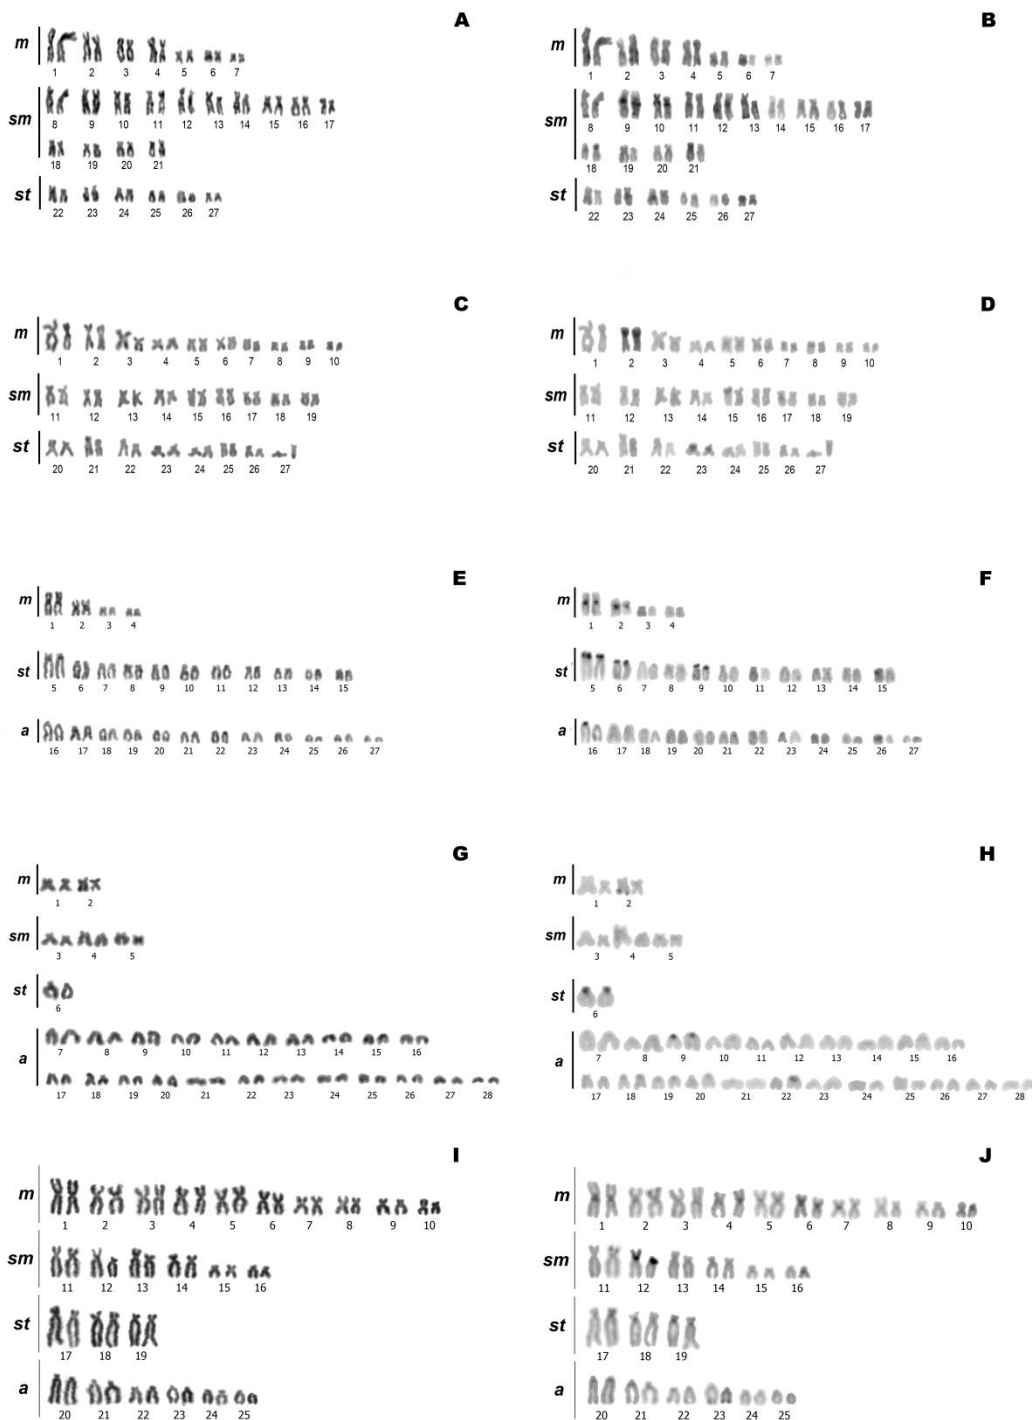 A
m
1 2 3 4 5 6 7
sm
8 9 10 11 12 13 14 15 16 17
18 19 20 21
st
22 23 24 25 26 27
B
m
1 2 3 4 5 6 7
sm
8 9 10 11 12 13 14 15 16 17
18 19 20 21
st
22 23 24 25 26 27
C
m
1 2 3 4 5 6 7 8 9 10
sm
11 12 13 14 15 16 17 18 19
st
20 21 22 23 24 25 26 27
D
m
1 2 3 4 5 6 7 8 9 10
sm
11 12 13 14 15 16 17 18 19
st
20 21 22 23 24 25 26 27
E
m
1 2 3 4
st
5 6 7 8 9 10 11 12 13 14 15
a
16 17 18 19 20 21 22 23 24 25 26 27
F
m
1 2 3 4
st
5 6 7 8 9 10 11 12 13 14 15
a
16 17 18 19 20 21 22 23 24 25 26 27
G
m
1 2
sm
3 4 5
st
6
a
7 8 9 10 11 12 13 14 15 16
17 18 19 20 21 22 23 24 25 26 27 28
H
m
1 2
sm
3 4 5
st
6
a
7 8 9 10 11 12 13 14 15 16
17 18 19 20 21 22 23 24 25 26 27 28
I
m
1 2 3 4 5 6 7 8 9 10
sm
11 12 13 14 15 16
st
17 18 19
a
20 21 22 23 24 25
J
m
1 2 3 4 5 6 7 8 9 10
sm
11 12 13 14 15 16
st
17 18 19
a
20 21 22 23 24 25